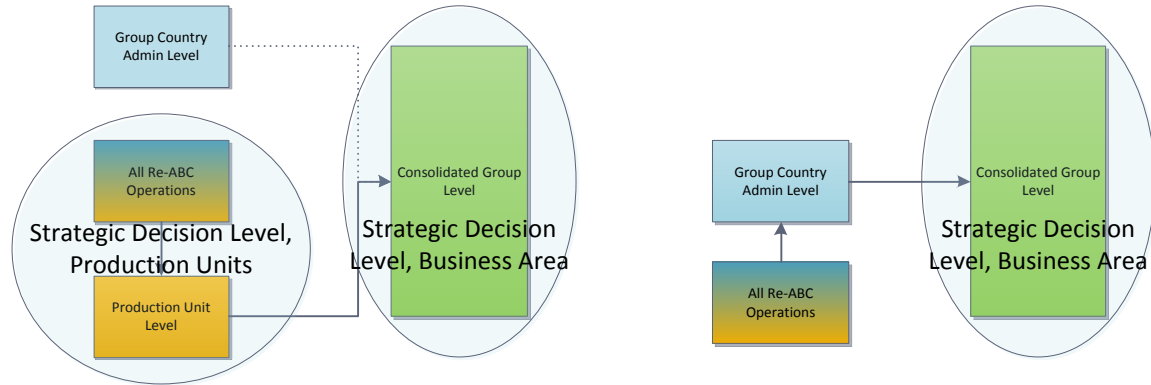 Group Country
Admin Level
All Re-ABC
Operations
Strategic Decision Level,
Production Units
Production Unit
Level
Consolidated Group
Level
Strategic Decision
Level, Business Area
Group Country
Admin Level
All Re-ABC
Operations
Consolidated Group
Level
Strategic Decision
Level, Business Area